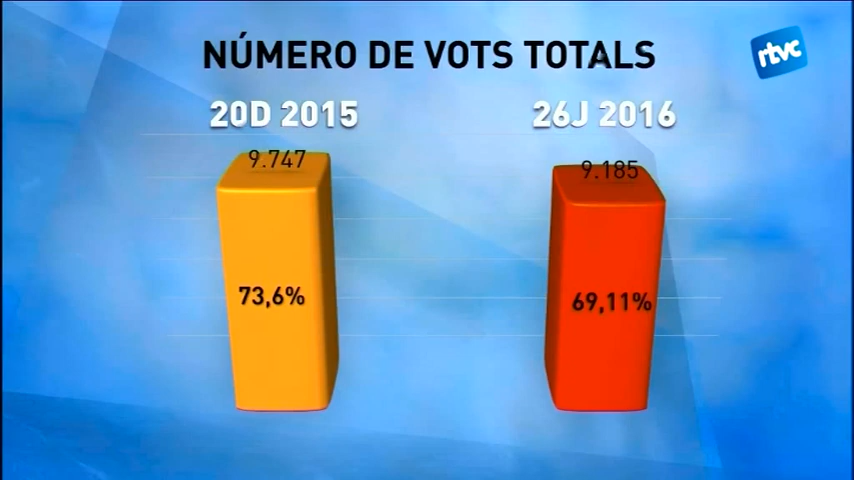 NÚMERO DE VOTS TOTALS
rtvc
20D 2015
26J 2016
9.747
9.185
73,6%
69,11%